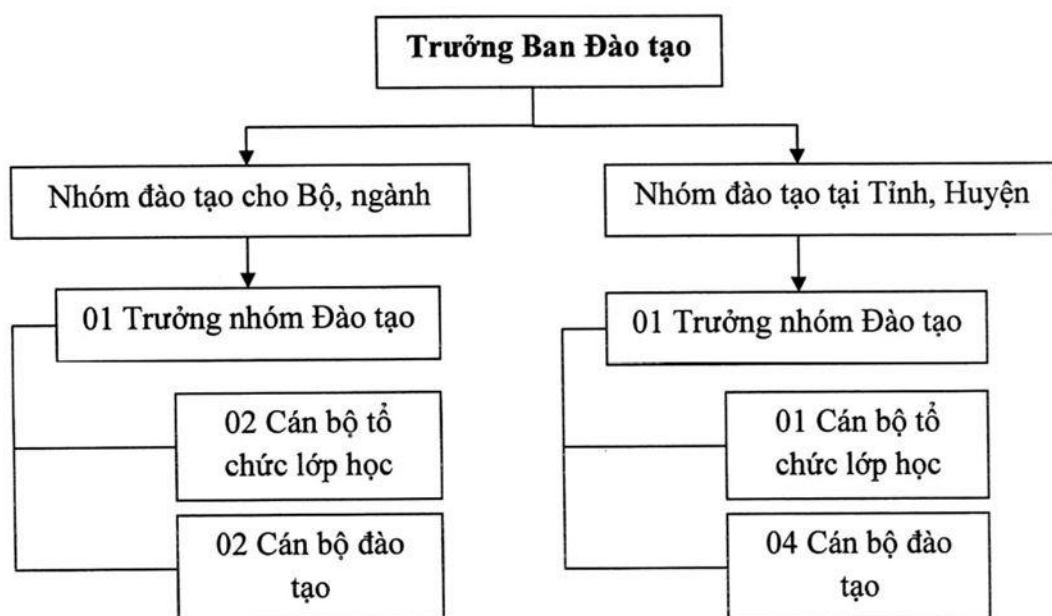 Trưởng Ban Đào tạo
Nhóm đào tạo cho Bộ, ngành
Nhóm đào tạo tại Tỉnh, Huyện
01 Trưởng nhóm Đào tạo
01 Trưởng nhóm Đào tạo
02 Cán bộ tổ
chức lớp học
01 Cán bộ tổ
chức lớp học
02 Cán bộ đào
tạo
04 Cán bộ đào
tạo